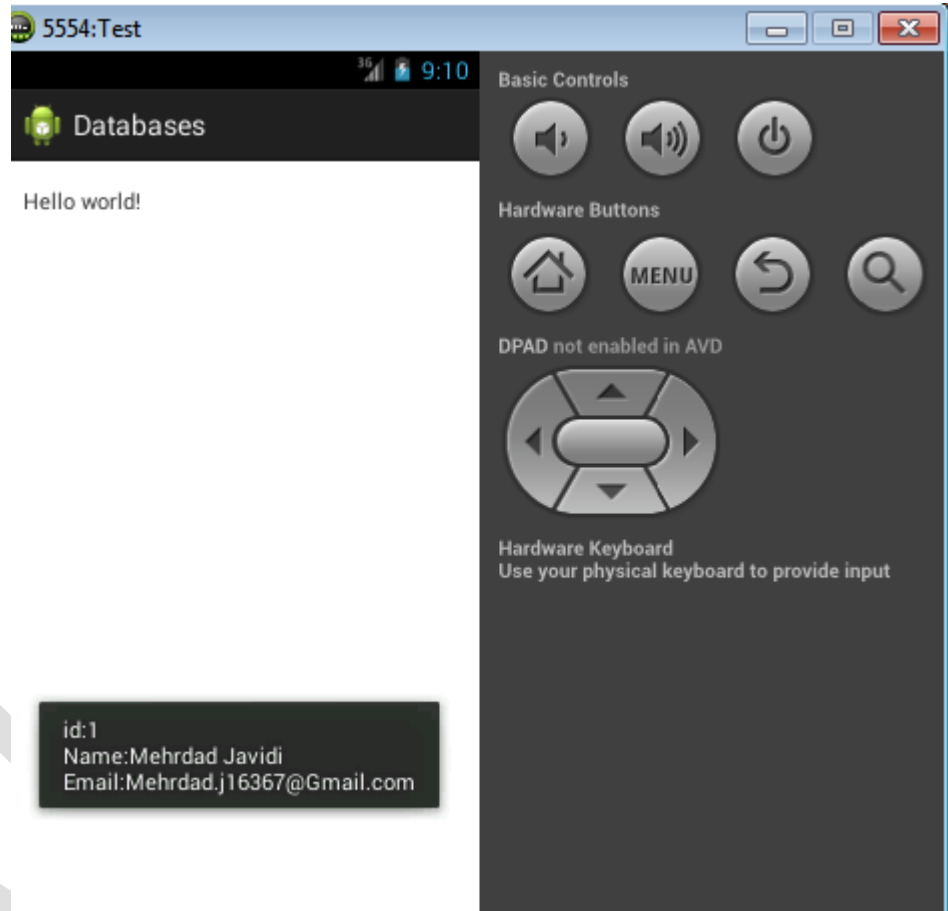 5554:Test
3G 9:10
Databases
Hello world!
id:1
Name:Mehrdad Javidi
Email:Mehrdad.j16367@Gmail.com
Basic Controls
Hardware Buttons
MENU
DPAD not enabled in AVD
Hardware Keyboard
Use your physical keyboard to provide input